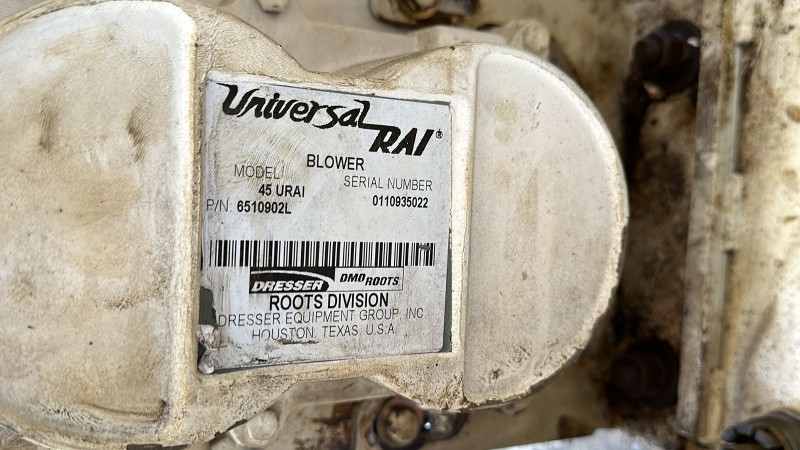 Universal RAI®
BLOWER
MODEL SERIAL NUMBER
45 URAI 0110935022
P/N 6510902L
DRESSER DMD ROOTS
ROOTS DIVISION
DRESSER EQUIPMENT GROUP, INC
HOUSTON, TEXAS, U.S.A